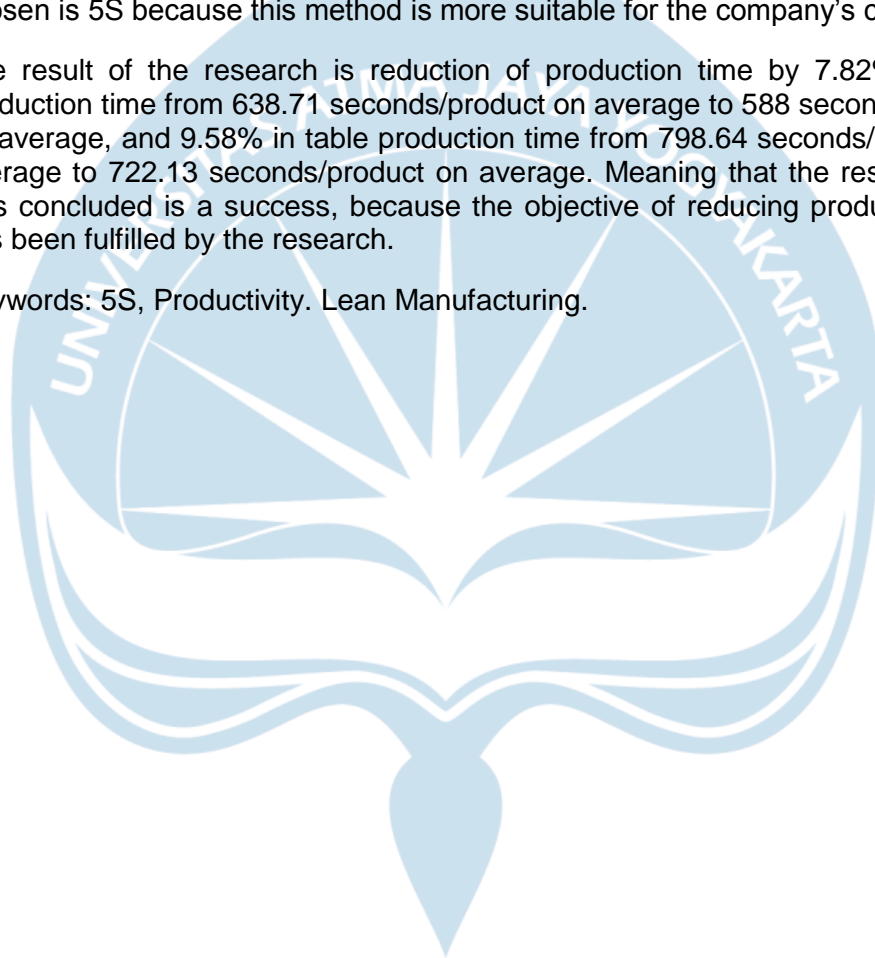 osen is 5S because this method is more suitable for the company's c
e result of the research is reduction of production time by 7.82%
duction time from 638.71 seconds/product on average to 588 secon
average, and 9.58% in table production time from 798.64 seconds/
erage to 722.13 seconds/product on average. Meaning that the res
s concluded is a success, because the objective of reducing produ
s been fulfilled by the research.
ywords: 5S, Productivity. Lean Manufacturing.
UNIVERSITAS ATMA JAYA YOGYAKARTA